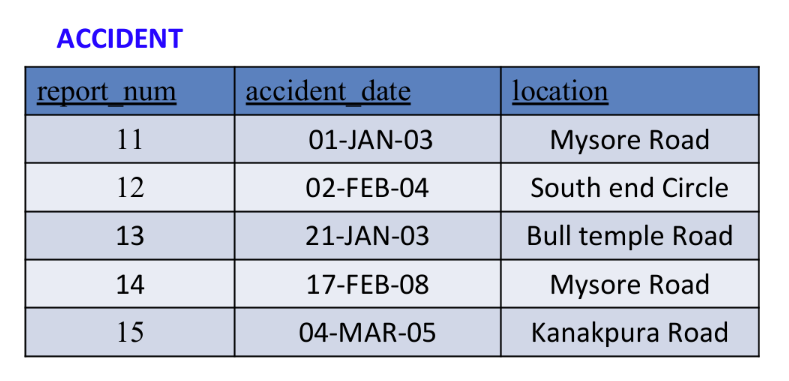 ACCIDENT
report_num accident_date location
11 01-JAN-03 Mysore Road
12 02-FEB-04 South end Circle
13 21-JAN-03 Bull temple Road
14 17-FEB-08 Mysore Road
15 04-MAR-05 Kanakpura Road